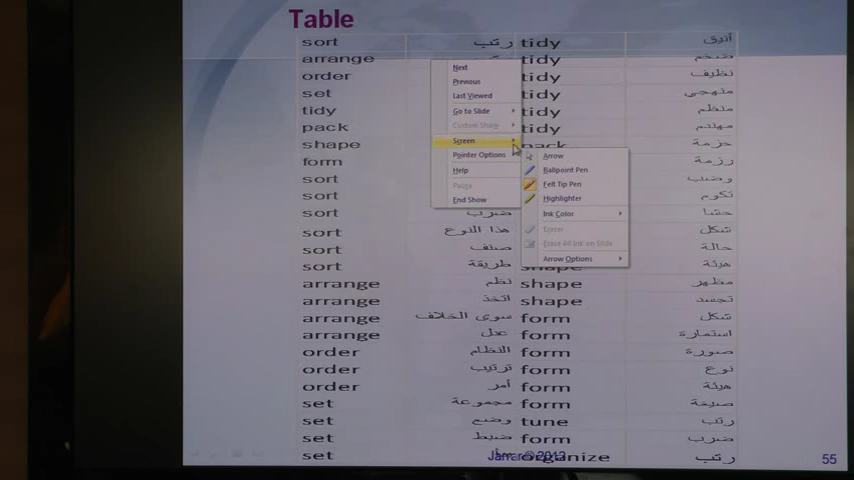 Table
sort رتب tidy أنيق
arrange tidy ضخم
order tidy نظيف
set tidy منهجي
tidy tidy منظم
pack tidy مهندم
shape pack حزمة
form رزمة
sort وضب
sort تكوم
sort ضرب حشا
sort هذا النوع شكل
sort صنف حالة
sort طريقة shape هيئة
arrange نظم shape مظهر
arrange اتخذ shape تجسد
arrange سوى الخلاف form شكل
arrange عدل form استمارة
order النظام form صورة
order ترتيب form نوع
order أمر form هيئة
set مجموعة form صيغة
set وضع tune رتب
set ضبط form ضرب
set organize رتب
Next
Previous
Last Viewed
Go to Slide
Custom Show
Screen
Pointer Options
Help
Pause
End Show
Arrow
Ballpoint Pen
Felt Tip Pen
Highlighter
Ink Color
Eraser
Erase All Ink on Slide
Arrow Options
Jarrar © 2012
55